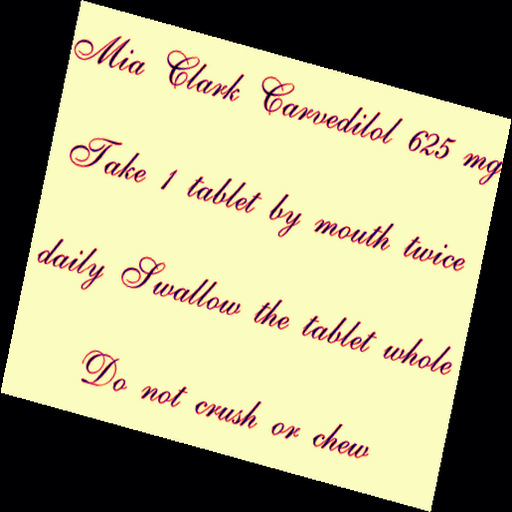 Mia Clark Carvedilol 625 mg
Take 1 tablet by mouth twice
daily Swallow the tablet whole
Do not crush or chew